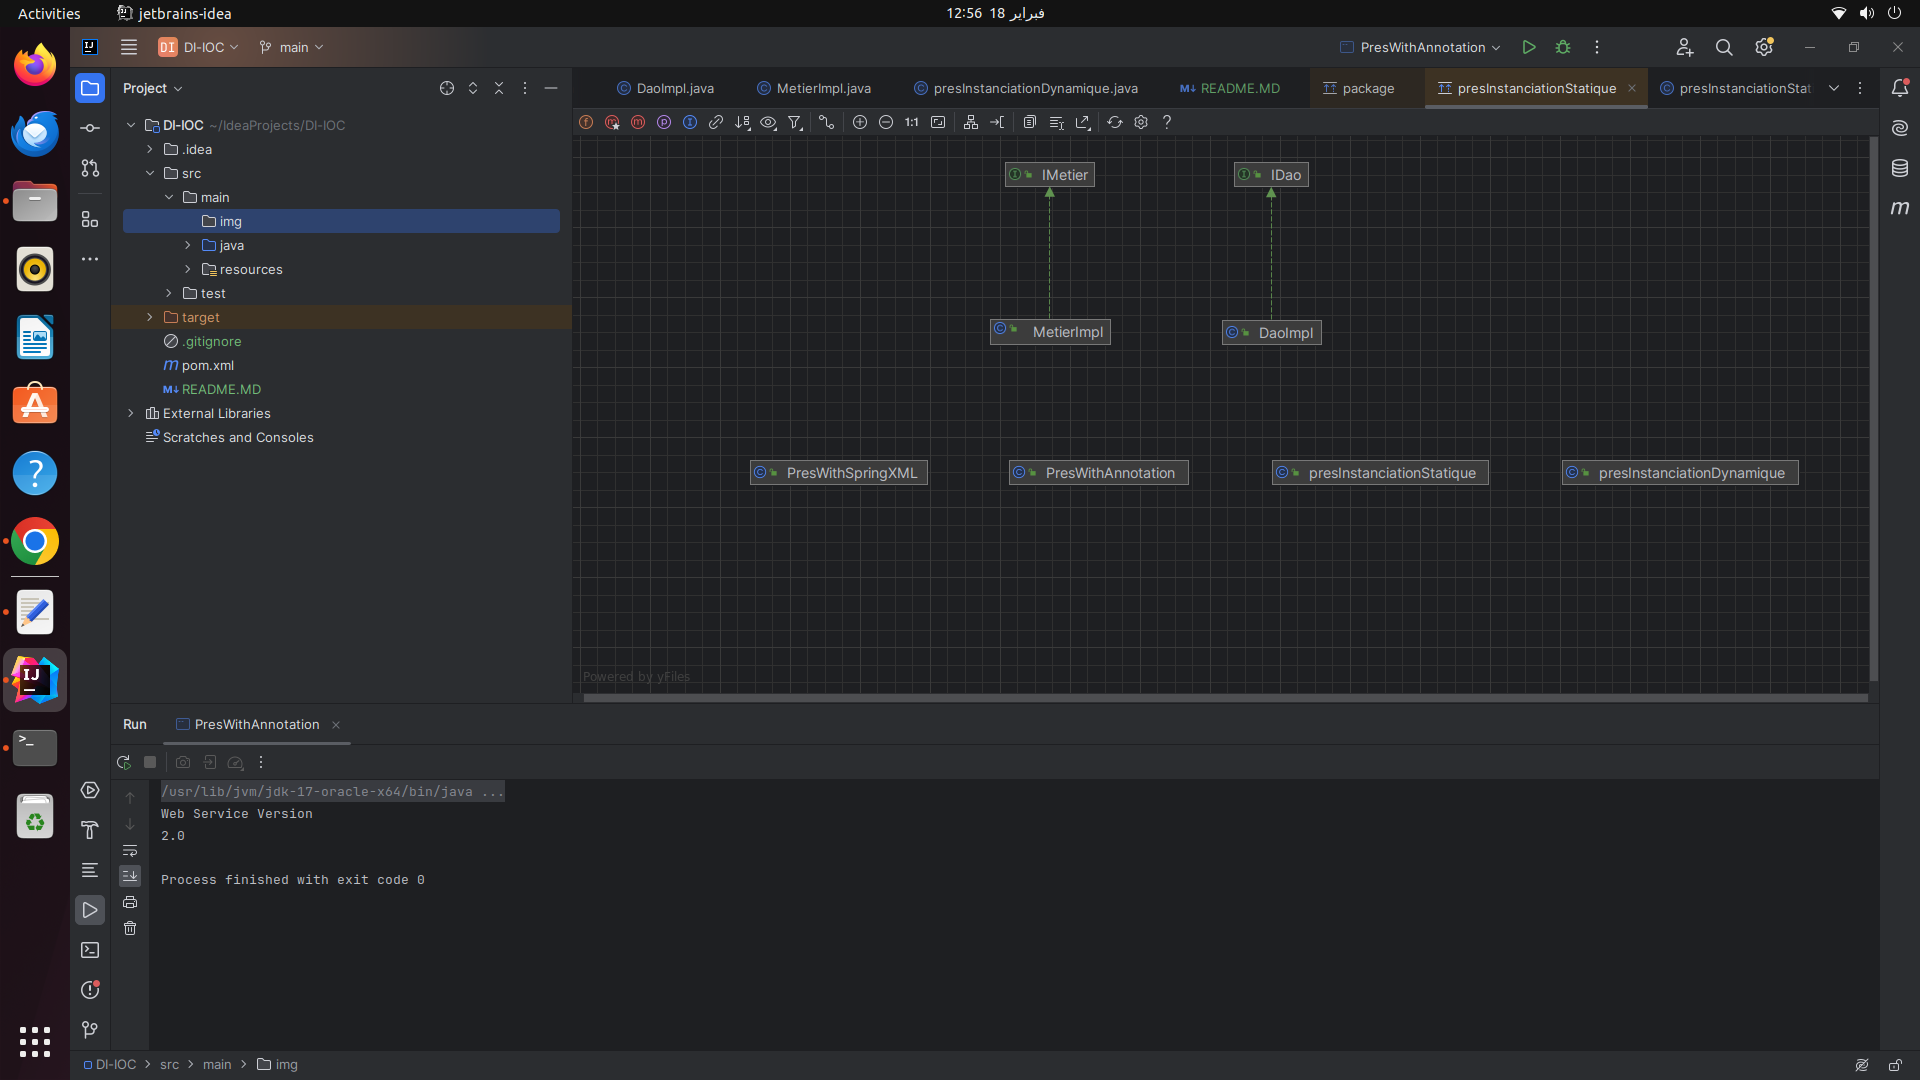 Activities
jetbrains-idea
12:56 18 فبراير
DI DI-IOC
main
PresWithAnnotation
Project
DaoImpl.java
MetierImpl.java
presInstanciationDynamique.java
M↓ README.MD
package
presInstanciationStatique
presInstanciationStat
1:1
DI-IOC ~/IdeaProjects/DI-IOC
.idea
src
main
img
java
resources
test
target
.gitignore
m pom.xml
M↓ README.MD
External Libraries
Scratches and Consoles
IMetier
IDao
MetierImpl
DaoImpl
PresWithSpringXML
PresWithAnnotation
presInstanciationStatique
presInstanciationDynamique
Powered by yFiles
Run
PresWithAnnotation
/usr/lib/jvm/jdk-17-oracle-x64/bin/java ...
Web Service Version
2.0
Process finished with exit code 0
DI-IOC > src > main > img